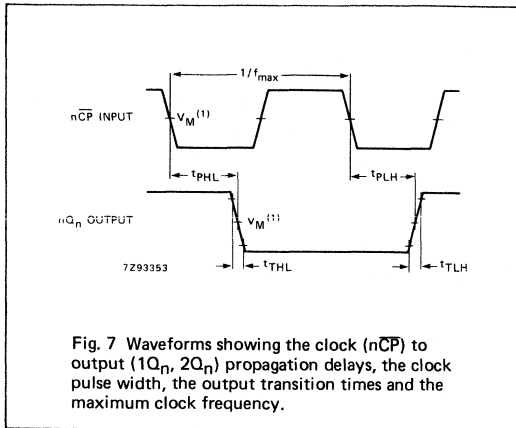 1/fmax
nCP INPUT
VM(1)
tPHL
tPLH
nQn OUTPUT
VM(1)
7Z93353
tTHL
tTLH
Fig. 7 Waveforms showing the clock (nC̅P̅) to
output (1Qn, 2Qn) propagation delays, the clock
pulse width, the output transition times and the
maximum clock frequency.